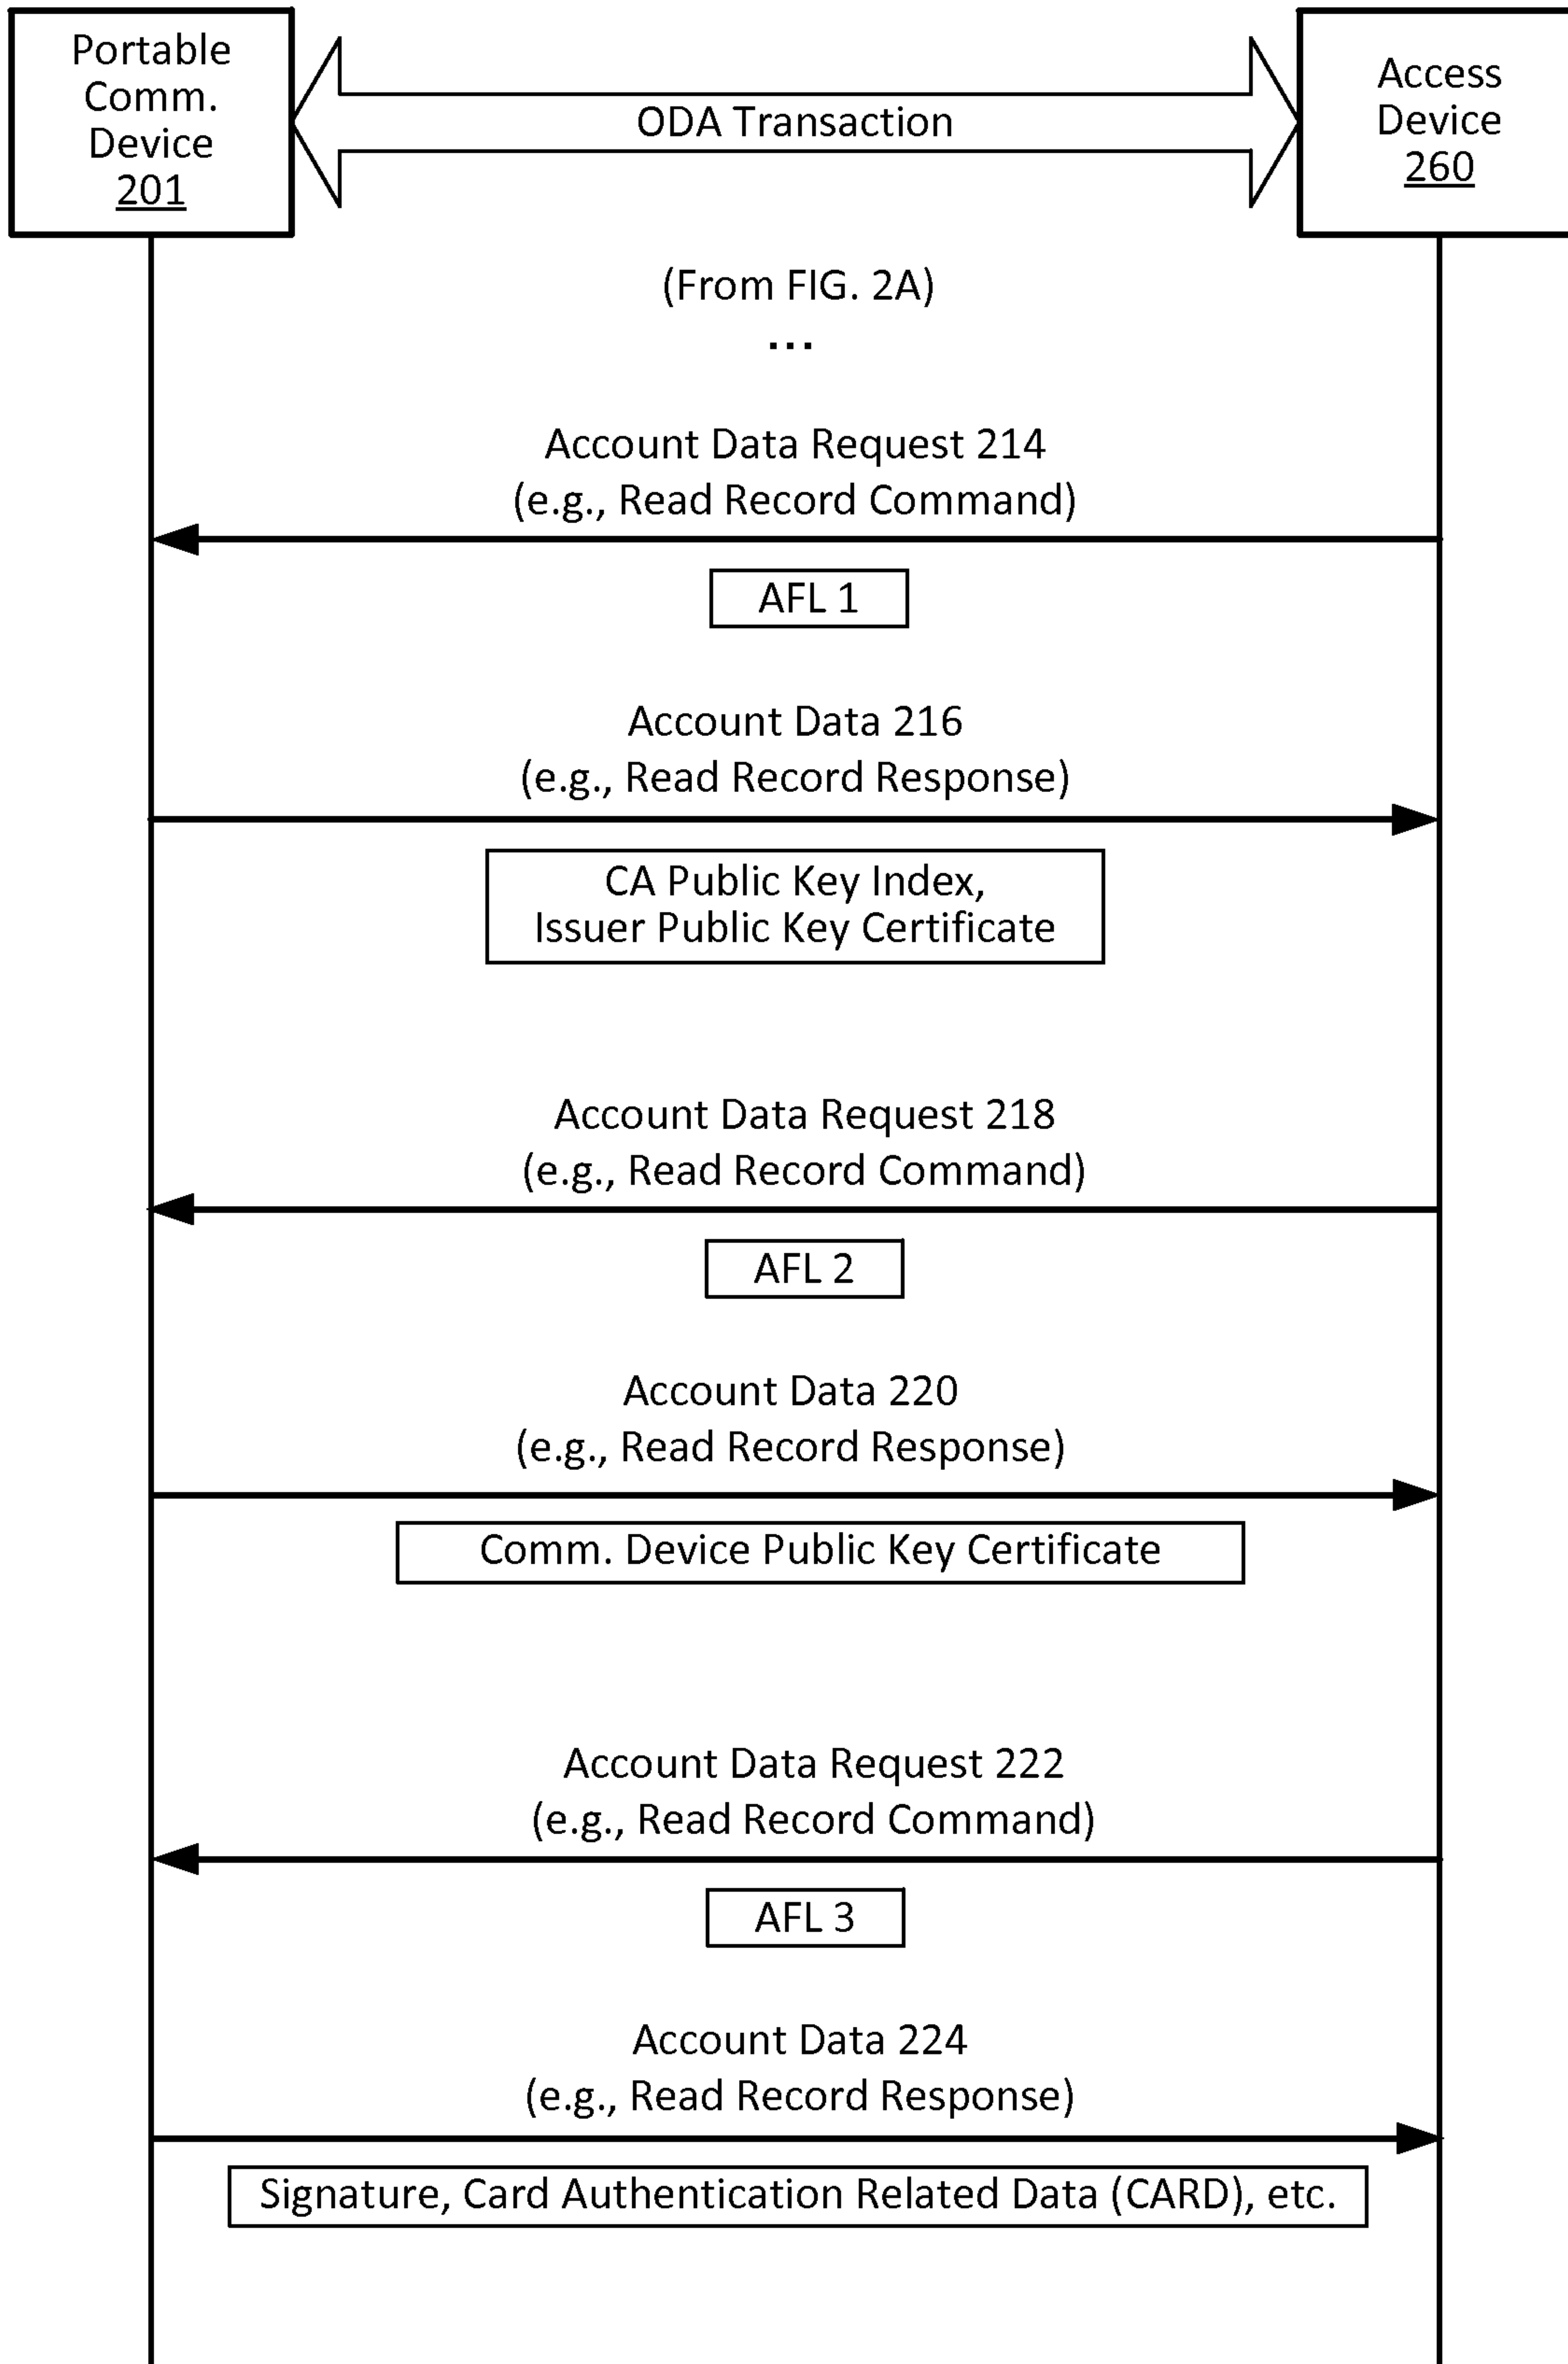 Portable
Comm.
Device
201
ODA Transaction
Access
Device
260
(From FIG. 2A)
...
Account Data Request 214
(e.g., Read Record Command)
AFL 1
Account Data 216
(e.g., Read Record Response)
CA Public Key Index,
Issuer Public Key Certificate
Account Data Request 218
(e.g., Read Record Command)
AFL 2
Account Data 220
(e.g., Read Record Response)
Comm. Device Public Key Certificate
Account Data Request 222
(e.g., Read Record Command)
AFL 3
Account Data 224
(e.g., Read Record Response)
Signature, Card Authentication Related Data (CARD), etc.